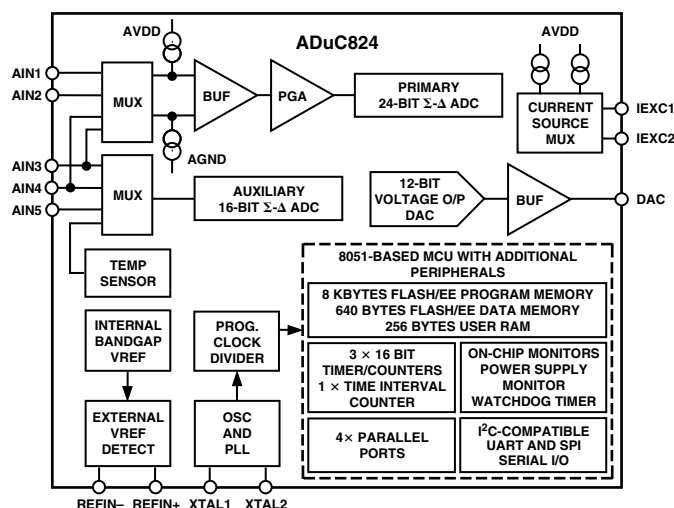 ADuC824
AVDD
AIN1
AIN2
MUX
BUF
PGA
PRIMARY
24-BIT Σ-Δ ADC
AVDD
CURRENT
SOURCE
MUX
IEXC1
IEXC2
AGND
AIN3
AIN4
AIN5
MUX
AUXILIARY
16-BIT Σ-Δ ADC
12-BIT
VOLTAGE O/P
DAC
BUF
DAC
TEMP
SENSOR
8051-BASED MCU WITH ADDITIONAL
PERIPHERALS
8 KBYTES FLASH/EE PROGRAM MEMORY
640 BYTES FLASH/EE DATA MEMORY
256 BYTES USER RAM
INTERNAL
BANDGAP
VREF
PROG.
CLOCK
DIVIDER
3 × 16 BIT
TIMER/COUNTERS
1 × TIME INTERVAL
COUNTER
ON-CHIP MONITORS
POWER SUPPLY
MONITOR
WATCHDOG TIMER
EXTERNAL
VREF
DETECT
OSC
AND
PLL
4× PARALLEL
PORTS
I²C-COMPATIBLE
UART AND SPI
SERIAL I/O
REFIN– REFIN+ XTAL1 XTAL2